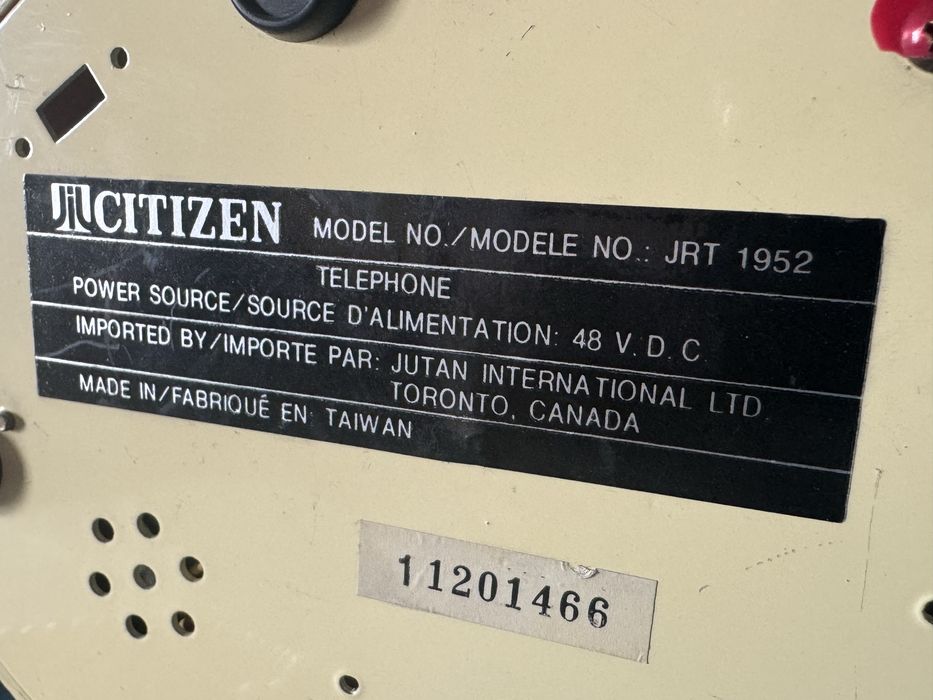 JIL CITIZEN MODEL NO./MODELE NO.: JRT 1952
TELEPHONE
POWER SOURCE/SOURCE D'ALIMENTATION: 48 V. D. C.
IMPORTED BY/IMPORTE PAR: JUTAN INTERNATIONAL LTD.
TORONTO, CANADA
MADE IN/FABRIQUÉ EN: TAIWAN
11201466